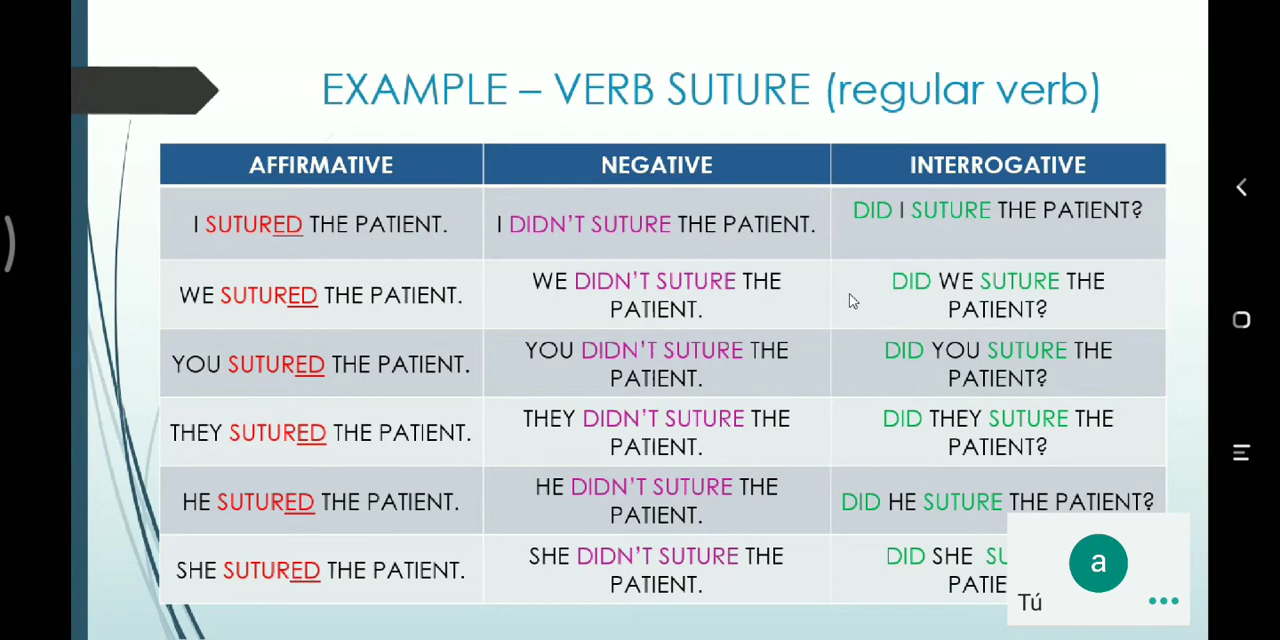 EXAMPLE – VERB SUTURE (regular verb)
AFFIRMATIVE NEGATIVE INTERROGATIVE
I SUTURED THE PATIENT. I DIDN'T SUTURE THE PATIENT. DID I SUTURE THE PATIENT?
WE SUTURED THE PATIENT. WE DIDN'T SUTURE THE
PATIENT. DID WE SUTURE THE
PATIENT?
YOU SUTURED THE PATIENT. YOU DIDN'T SUTURE THE
PATIENT. DID YOU SUTURE THE
PATIENT?
THEY SUTURED THE PATIENT. THEY DIDN'T SUTURE THE
PATIENT. DID THEY SUTURE THE
PATIENT?
HE SUTURED THE PATIENT. HE DIDN'T SUTURE THE
PATIENT. DID HE SUTURE THE PATIENT?
SHE SUTURED THE PATIENT. SHE DIDN'T SUTURE THE
PATIENT. DID SHE
a
Tú